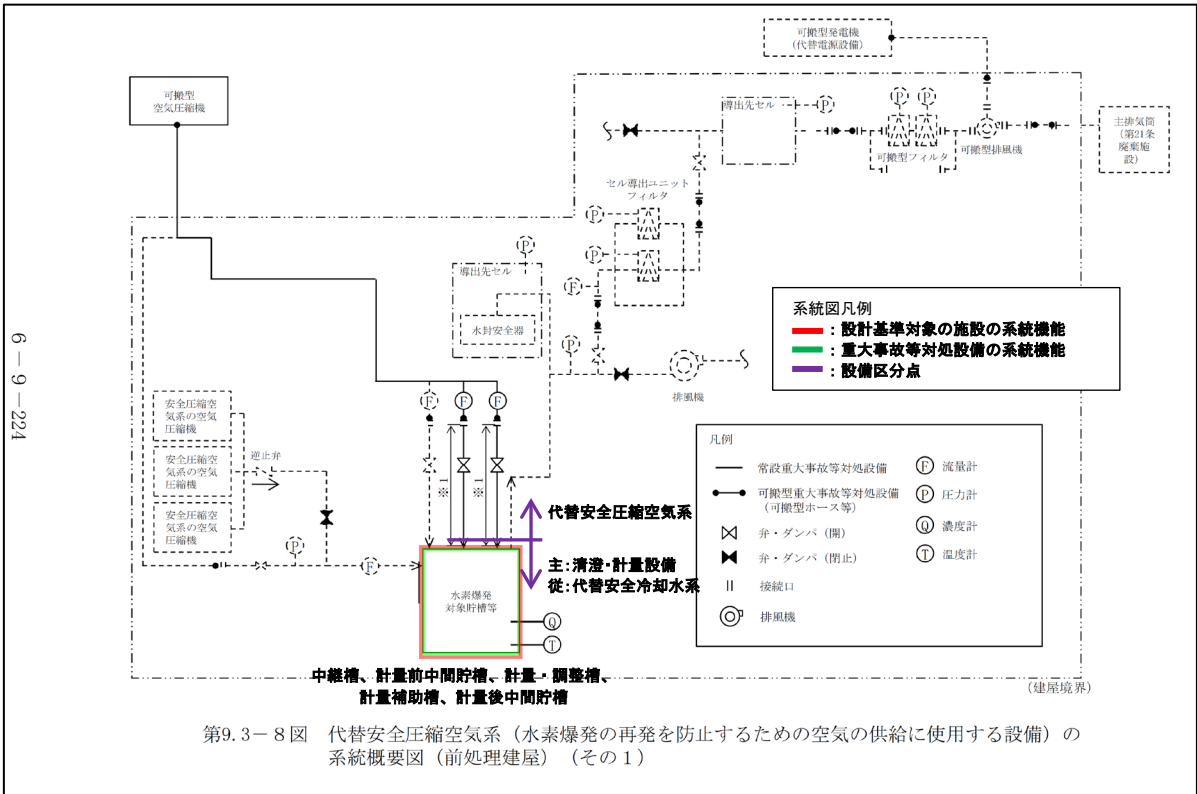 可搬型発電機
(代替電源設備)
可搬型
空気圧縮機
導出先セル
P
P
P
主排気筒
(第21条
廃棄施
設)
可搬型フィルタ
可搬型排風機
セル導出ユニット
フィルタ
P
P
P
導出先セル
F
水封安全器
P
排風機
系統図凡例
：設計基準対象の施設の系統機能
：重大事故等対処設備の系統機能
：設備区分点
6－9－224
安全圧縮空
気系の空気
圧縮機
安全圧縮空
気系の空気
圧縮機
安全圧縮空
気系の空気
圧縮機
逆止弁
F
F
F
※1
※1
P
F
代替安全圧縮空気系
主：清澄・計量設備
従：代替安全冷却水系
水素爆発
対象貯槽等
Q
T
凡例
常設重大事故等対処設備
可搬型重大事故等対処設備
(可搬型ホース等)
弁・ダンパ（開）
弁・ダンパ（閉止）
接続口
排風機
F 流量計
P 圧力計
Q 濃度計
T 温度計
中継槽、計量前中間貯槽、計量・調整槽、
計量補助槽、計量後中間貯槽
(建屋境界)
第9.3－8図 代替安全圧縮空気系（水素爆発の再発を防止するための空気の供給に使用する設備）の
系統概要図（前処理建屋）（その１）